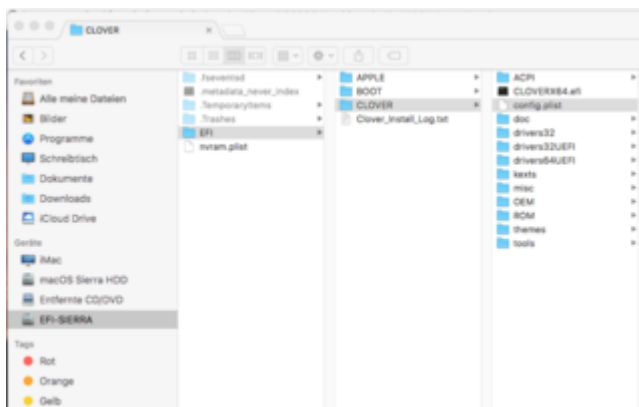 CLOVER
Favoriten
Alle meine Dateien
Bilder
Programme
Schreibtisch
Dokumente
Downloads
iCloud Drive
Geräte
iMac
macOS Sierra HDD
Entfernte CD/DVD
EFI-SIERRA
Tags
Rot
Orange
Gelb
.fseventsd
.metadata_never_index
.TemporaryItems
.Trashes
EFI
nvram.plist
APPLE
BOOT
CLOVER
Clover_Install_Log.txt
ACPI
CLOVERX64.efi
config.plist
doc
drivers32
drivers32UEFI
drivers64UEFI
kexts
misc
OEM
ROM
themes
tools